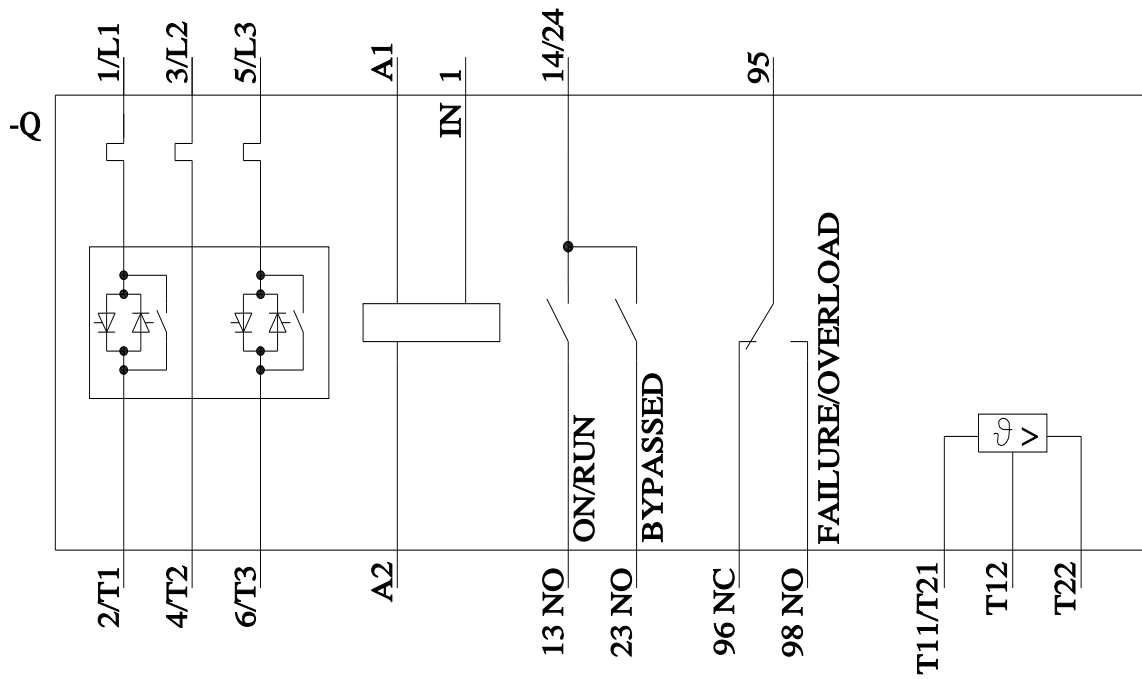 1/L1
3/L2
5/L3
A1
IN 1
14/24
95
-Q
ON/RUN
BYPASSED
FAILURE/OVERLOAD
ϑ >
2/T1
4/T2
6/T3
A2
13 NO
23 NO
96 NC
98 NO
T11/T21
T12
T22